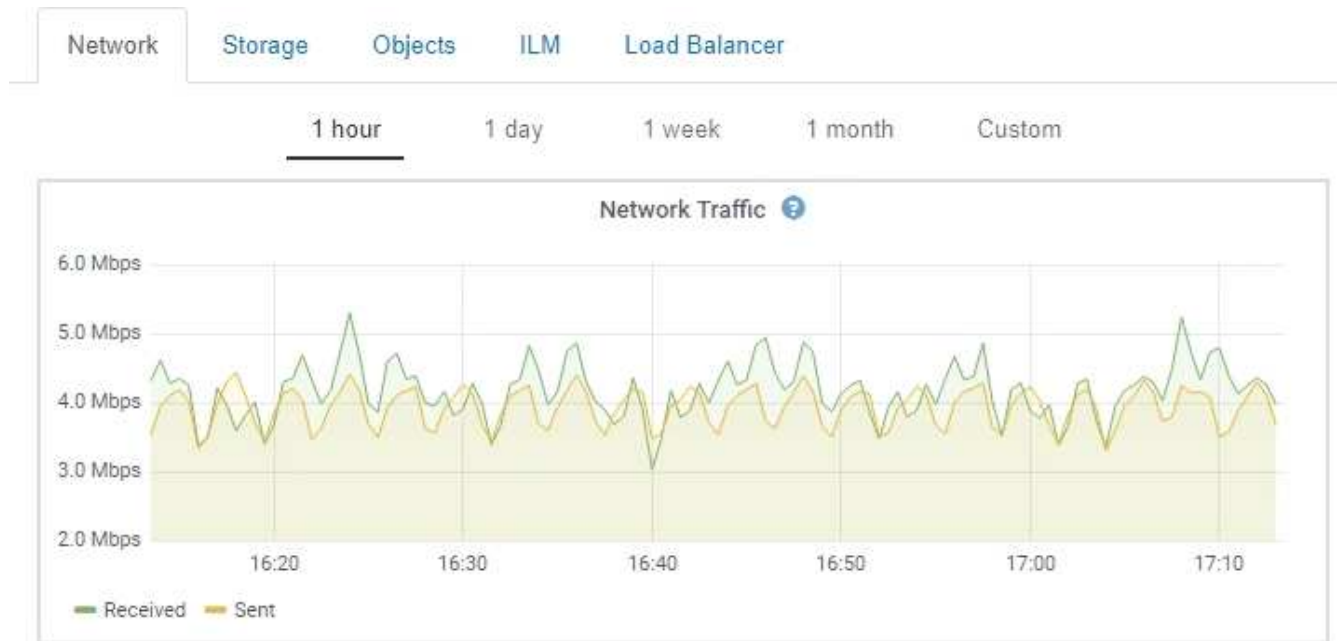 Network Storage Objects ILM Load Balancer
1 hour 1 day 1 week 1 month Custom
Network Traffic ?
6.0 Mbps
5.0 Mbps
4.0 Mbps
3.0 Mbps
2.0 Mbps
16:20 16:30 16:40 16:50 17:00 17:10
Received Sent